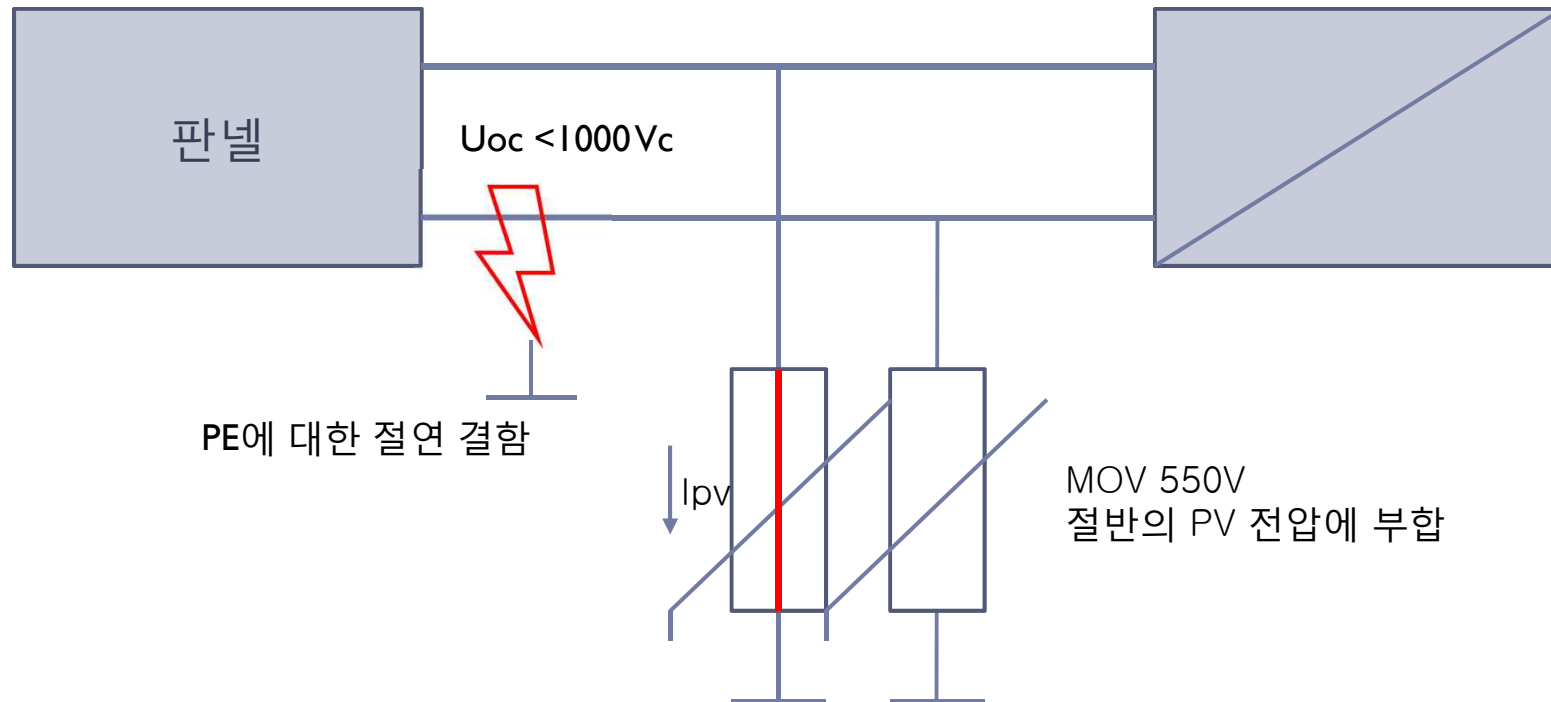 판넬
Uoc <1000Vc
PE에 대한 절연 결함
Ipv
MOV 550V
절반의 PV 전압에 부합